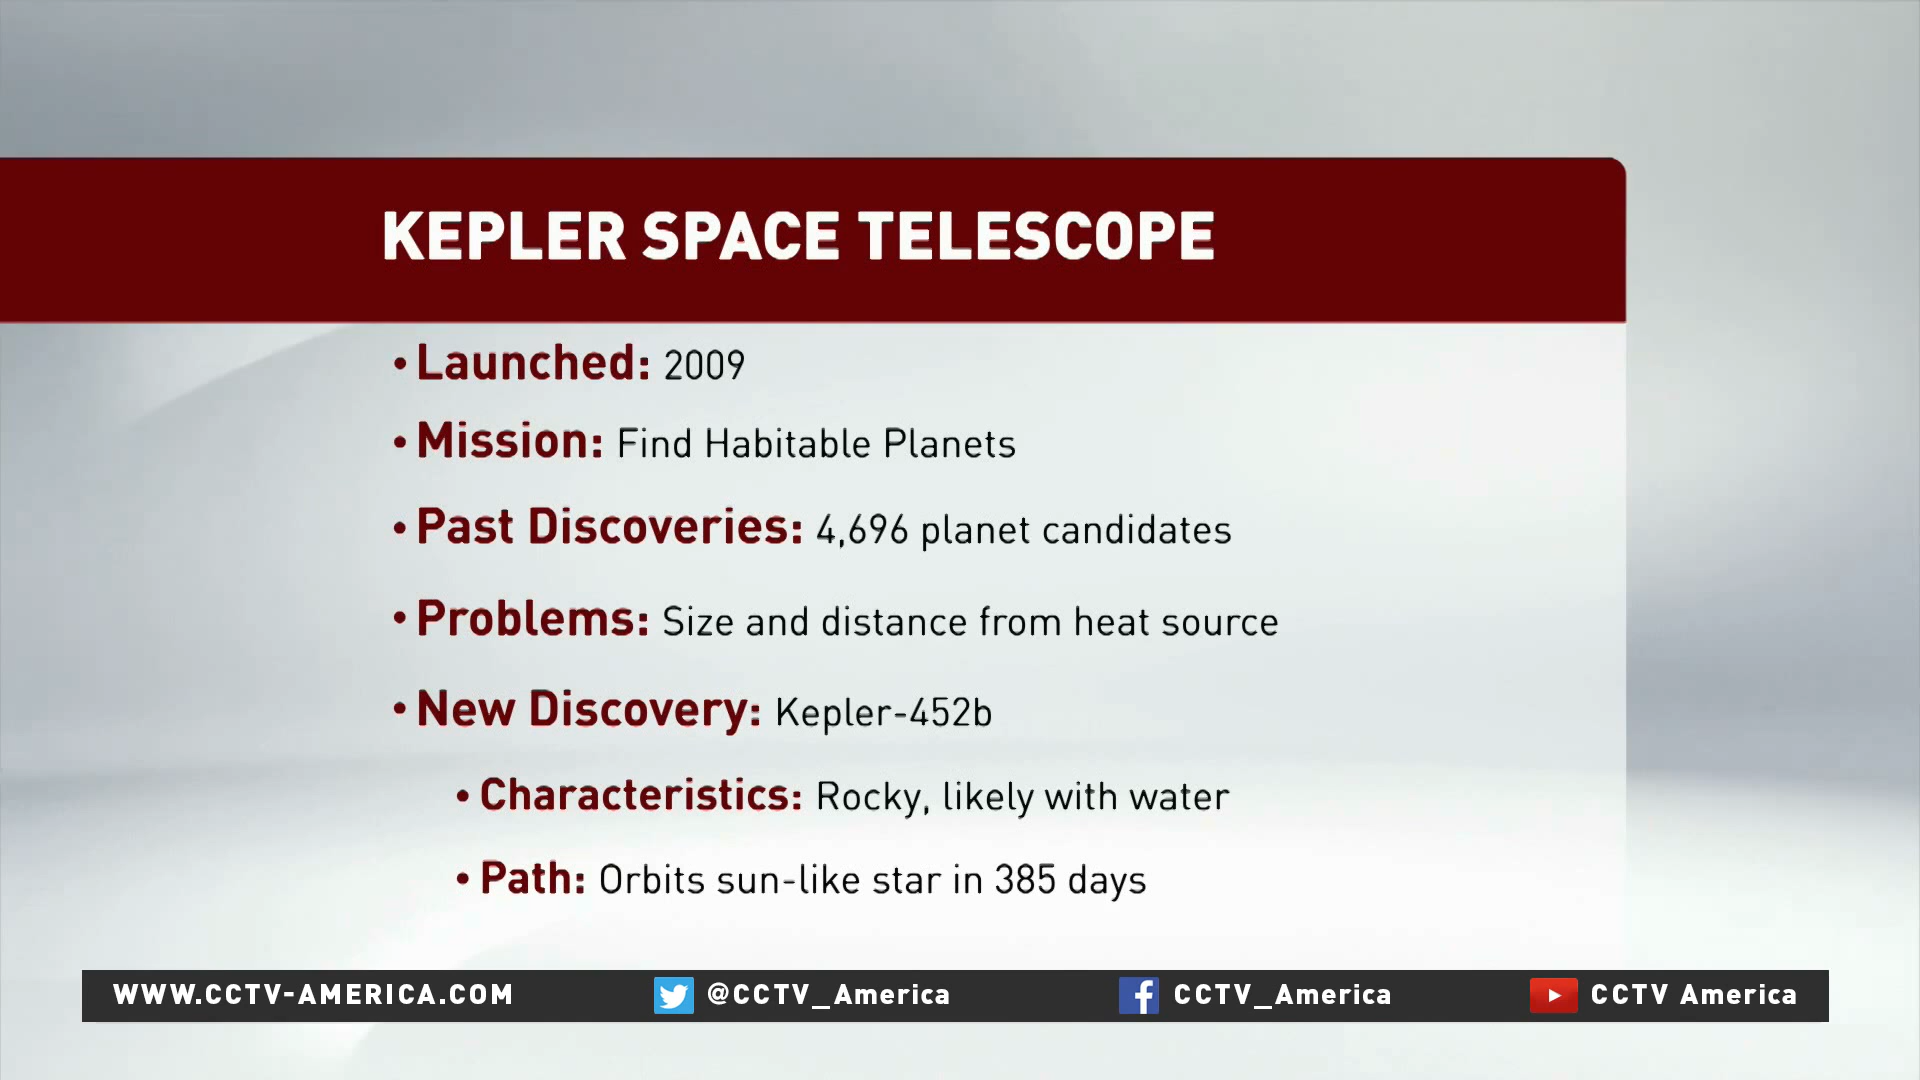 KEPLER SPACE TELESCOPE
• Launched: 2009
• Mission: Find Habitable Planets
• Past Discoveries: 4,696 planet candidates
• Problems: Size and distance from heat source
• New Discovery: Kepler-452b
• Characteristics: Rocky, likely with water
• Path: Orbits sun-like star in 385 days
WWW.CCTV-AMERICA.COM @CCTV_America CCTV_America CCTV America